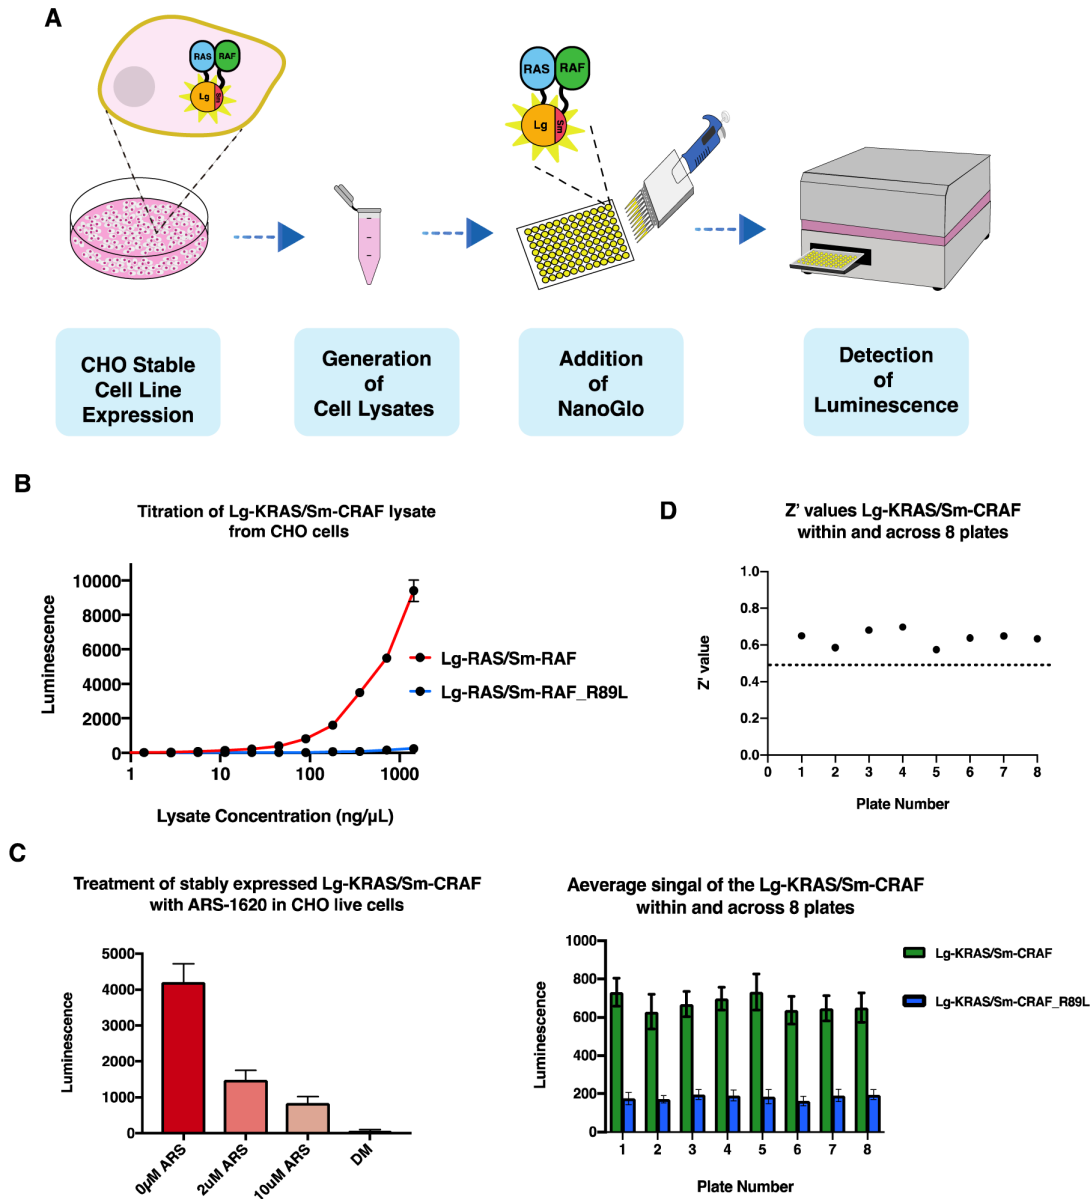 A
RAS RAF
Lg Sm
RAS RAF
Lg Sm
CHO Stable
Cell Line
Expression
Generation
of
Cell Lysates
Addition
of
NanoGlo
Detection
of
Luminescence
B
Titration of Lg-KRAS/Sm-CRAF lysate
from CHO cells
Luminescence
10000
8000
6000
4000
2000
0
1 10 100 1000
Lysate Concentration (ng/µL)
Lg-RAS/Sm-RAF
Lg-RAS/Sm-RAF_R89L
D
Z' values Lg-KRAS/Sm-CRAF
within and across 8 plates
Z' value
1.0
0.8
0.6
0.4
0.2
0.0
0 1 2 3 4 5 6 7 8
Plate Number
C
Treatment of stably expressed Lg-KRAS/Sm-CRAF
with ARS-1620 in CHO live cells
Luminescence
5000
4000
3000
2000
1000
0
0µM ARS
2uM ARS
10uM ARS
DM
Aeverage singal of the Lg-KRAS/Sm-CRAF
within and across 8 plates
Luminescence
1000
800
600
400
200
0
1 2 3 4 5 6 7 8
Plate Number
Lg-KRAS/Sm-CRAF
Lg-KRAS/Sm-CRAF_R89L